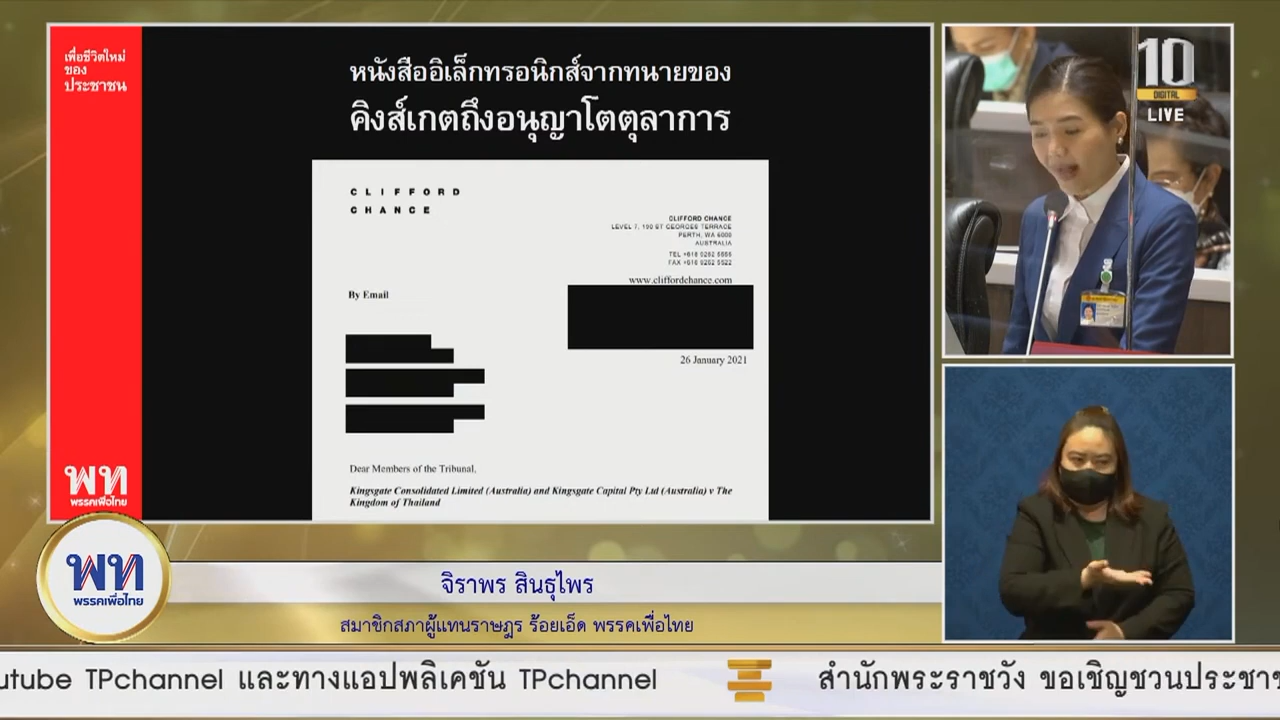 เพื่อชีวิตใหม่
ของ
ประชาชน
หนังสืออิเล็กทรอนิกส์จากทนายของ
คิงส์เกตถึงอนุญาโตตุลาการ
CLIFFORD
CHANCE
CLIFFORD CHANCE
LEVEL 7, 190 ST GEORGES TERRACE
PERTH, WA 6000
AUSTRALIA
TEL +618 9262 5555
FAX +618 9262 5522
www.cliffordchance.com
By Email
26 January 2021
Dear Members of the Tribunal,
Kingsgate Consolidated Limited (Australia) and Kingsgate Capital Pty Ltd (Australia) v The
Kingdom of Thailand
พท
พรรคเพื่อไทย
10
DIGITAL
LIVE
พท
พรรคเพื่อไทย
จิราพร สินธุไพร
สมาชิกสภาผู้แทนราษฎร ร้อยเอ็ด พรรคเพื่อไทย
utube TPchannel และทางแอปพลิเคชัน TPchannel
สำนักพระราชวัง ขอเชิญชวนประชาช